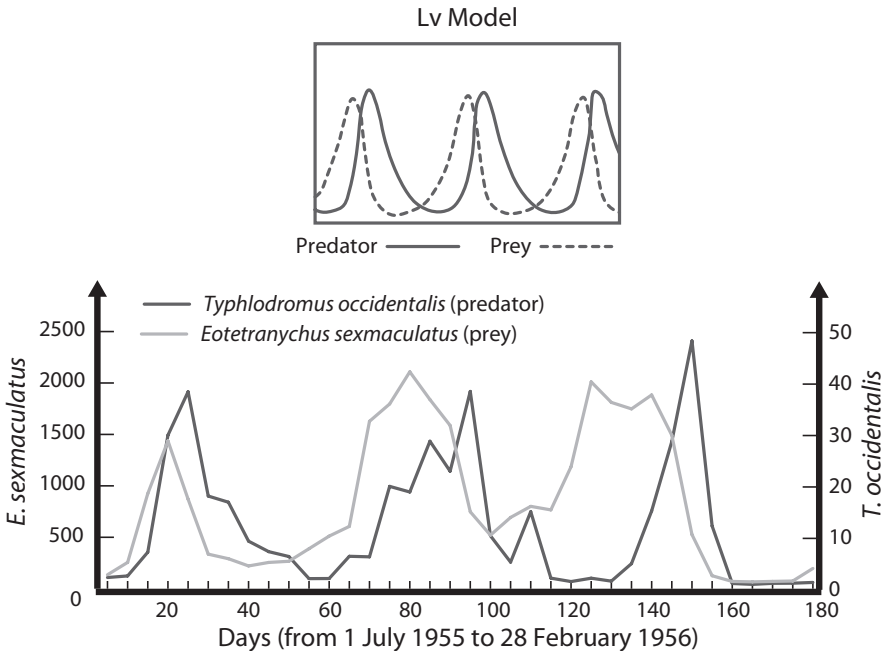 Lv Model
Predator Prey
Typhlodromus occidentalis (predator)
Eotetranychus sexmaculatus (prey)
2500
2000
1500
1000
500
0
E. sexmaculatus
50
40
30
20
10
0
T. occidentalis
20 40 60 80 100 120 140 160 180
Days (from 1 July 1955 to 28 February 1956)